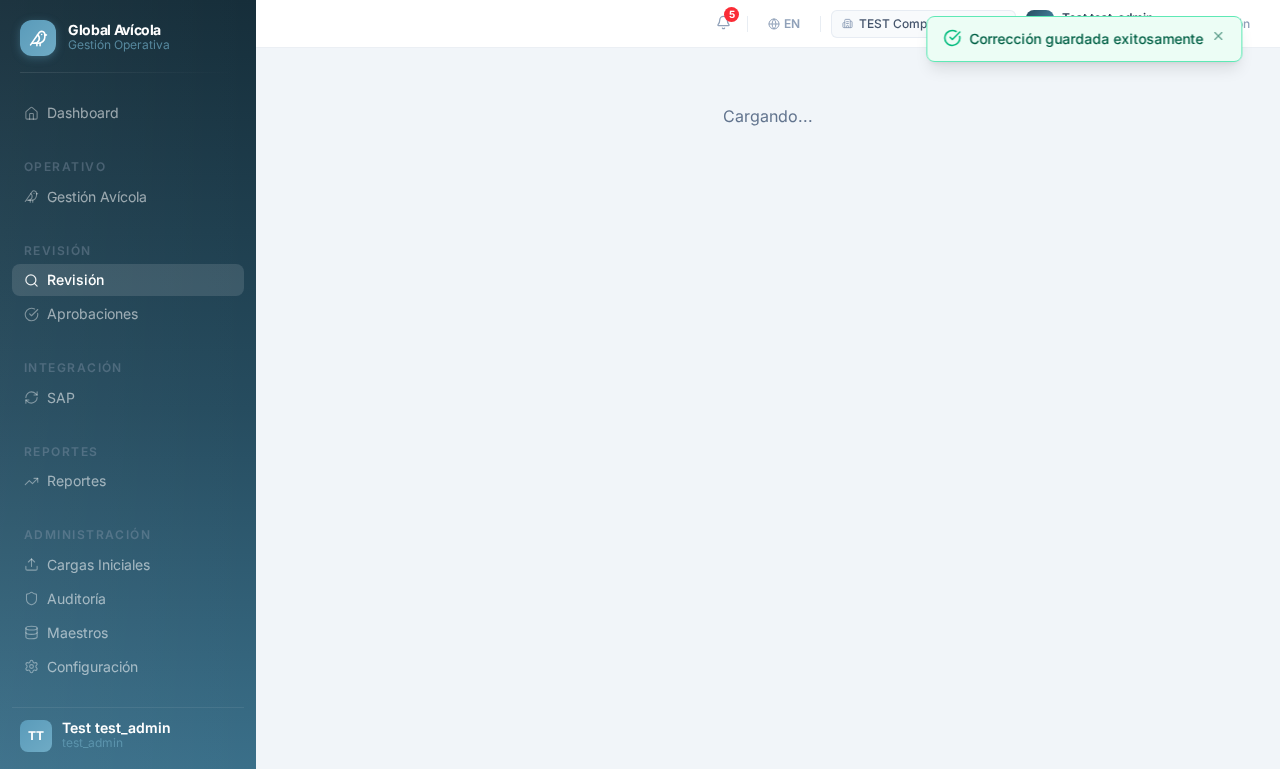 Global Avícola
Gestión Operativa
Dashboard
OPERATIVO
Gestión Avícola
REVISIÓN
Revisión
Aprobaciones
INTEGRACIÓN
SAP
REPORTES
Reportes
ADMINISTRACIÓN
Cargas Iniciales
Auditoría
Maestros
Configuración
TT
Test test_admin
test_admin
5
EN
TEST Comp
Corrección guardada exitosamente
Cargando...